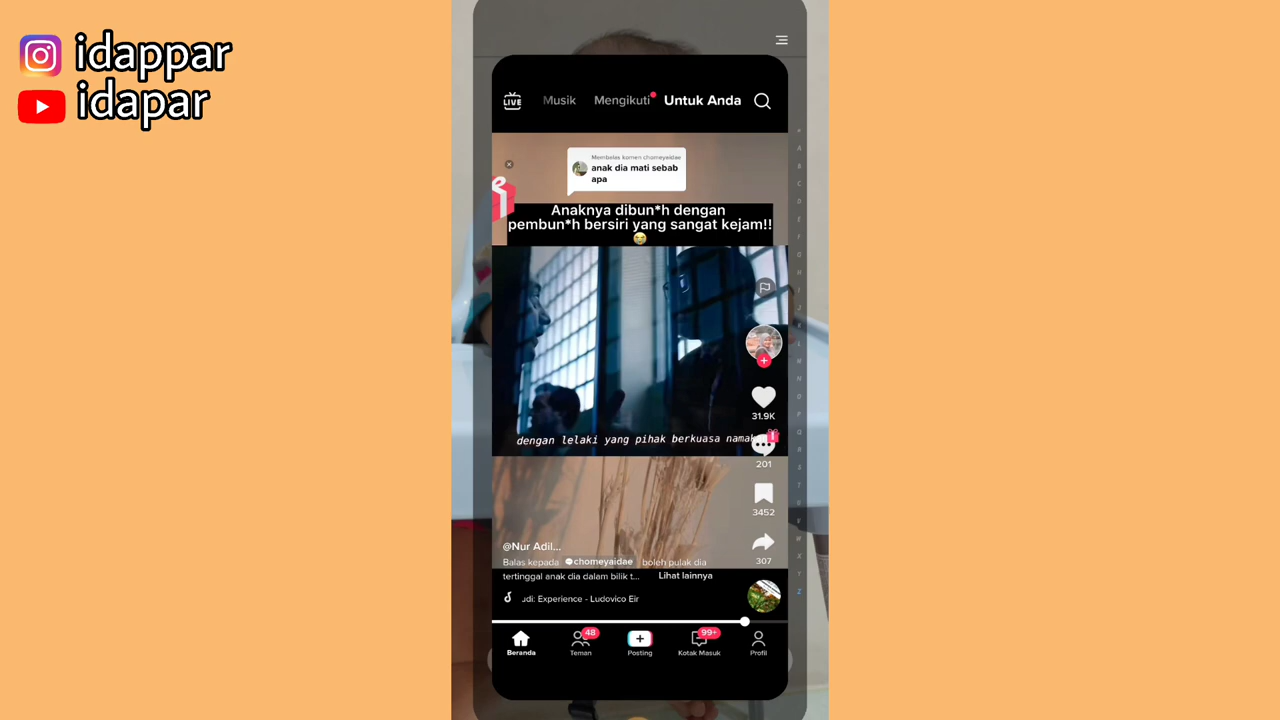 idappar
idapar
LIVE
Musik
Mengikuti
Untuk Anda
Membalas komen chomeyaidae
anak dia mati sebab
apa
Anaknya dibun*h dengan
pembun*h bersiri yang sangat kejam!!
dengan lelaki yang pihak berkuasa namak
31.9K
201
3452
307
@Nur Adil...
Balas kepada chomeyaidae boleh pulak dia
tertinggal anak dia dalam bilik t... Lihat lainnya
udi: Experience - Ludovico Eir
48
99+
Beranda
Teman
Posting
Kotak Masuk
Profil